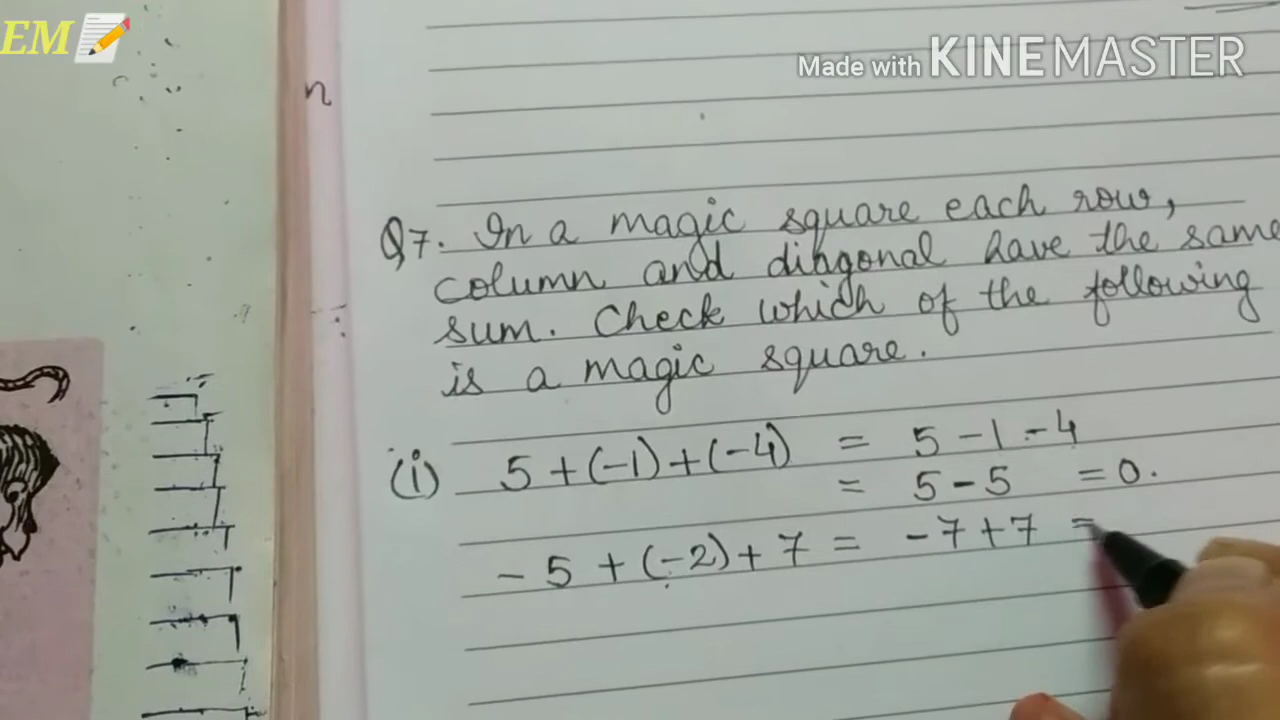 EM
Made with KINEMASTER
n
Q7. In a magic square each row,
column and diagonal have the same
sum. Check which of the following
is a magic square.
(i) 5 + (-1) + (-4) = 5 - 1 - 4
= 5 - 5 = 0.
- 5 + (-2) + 7 = - 7 + 7 =